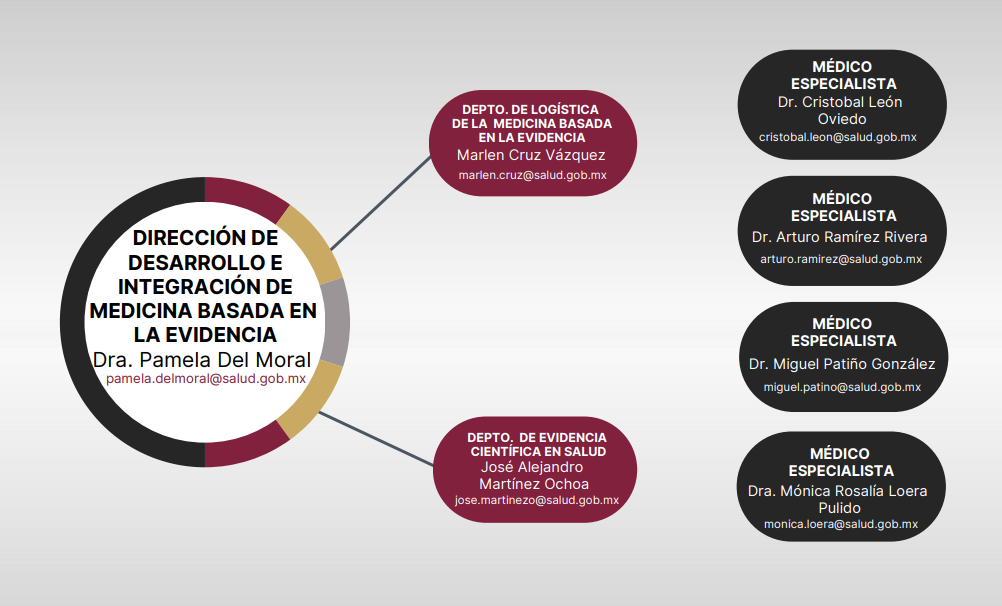 DIRECCIÓN DE
DESARROLLO E
INTEGRACIÓN DE
MEDICINA BASADA EN
LA EVIDENCIA
Dra. Pamela Del Moral
pamela.delmoral@salud.gob.mx
DEPTO. DE LOGÍSTICA
DE LA MEDICINA BASADA
EN LA EVIDENCIA
Marlen Cruz Vázquez
marlen.cruz@salud.gob.mx
DEPTO. DE EVIDENCIA
CIENTÍFICA EN SALUD
José Alejandro
Martínez Ochoa
jose.martinezo@salud.gob.mx
MÉDICO
ESPECIALISTA
Dr. Cristobal León
Oviedo
cristobal.leon@salud.gob.mx
MÉDICO
ESPECIALISTA
Dr. Arturo Ramírez Rivera
arturo.ramirez@salud.gob.mx
MÉDICO
ESPECIALISTA
Dr. Miguel Patiño González
miguel.patino@salud.gob.mx
MÉDICO
ESPECIALISTA
Dra. Mónica Rosalía Loera
Pulido
monica.loera@salud.gob.mx